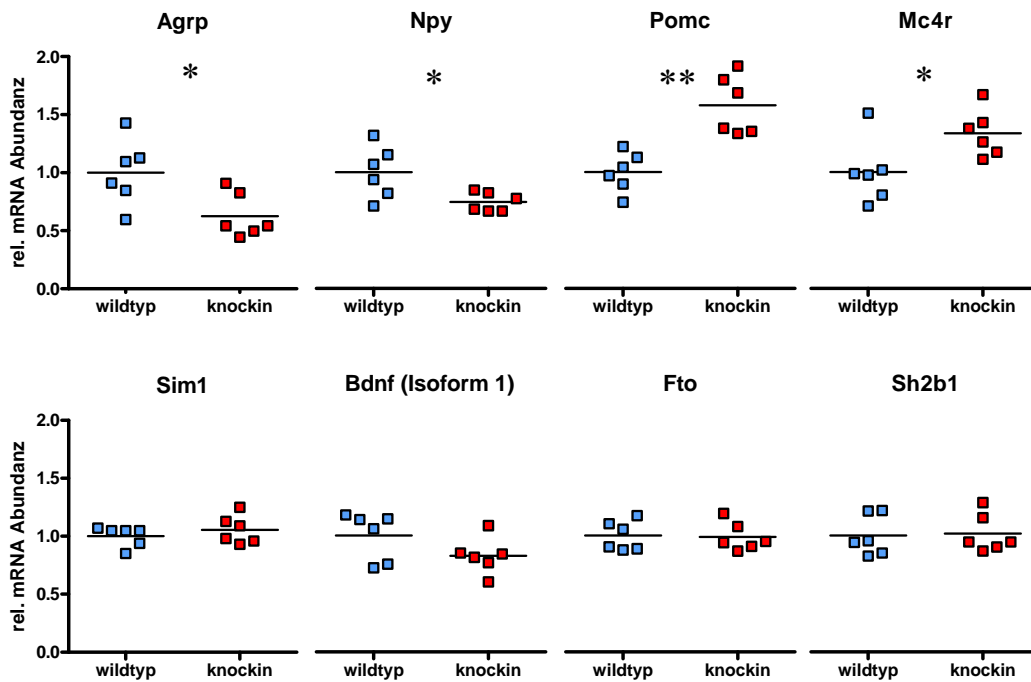 Agrp Npy Pomc Mc4r
* * ** *
2.0
1.5
1.0
0.5
0.0
rel. mRNA Abundanz
wildtyp knockin wildtyp knockin wildtyp knockin wildtyp knockin
Sim1 Bdnf (Isoform 1) Fto Sh2b1
2.0
1.5
1.0
0.5
0.0
rel. mRNA Abundanz
wildtyp knockin wildtyp knockin wildtyp knockin wildtyp knockin